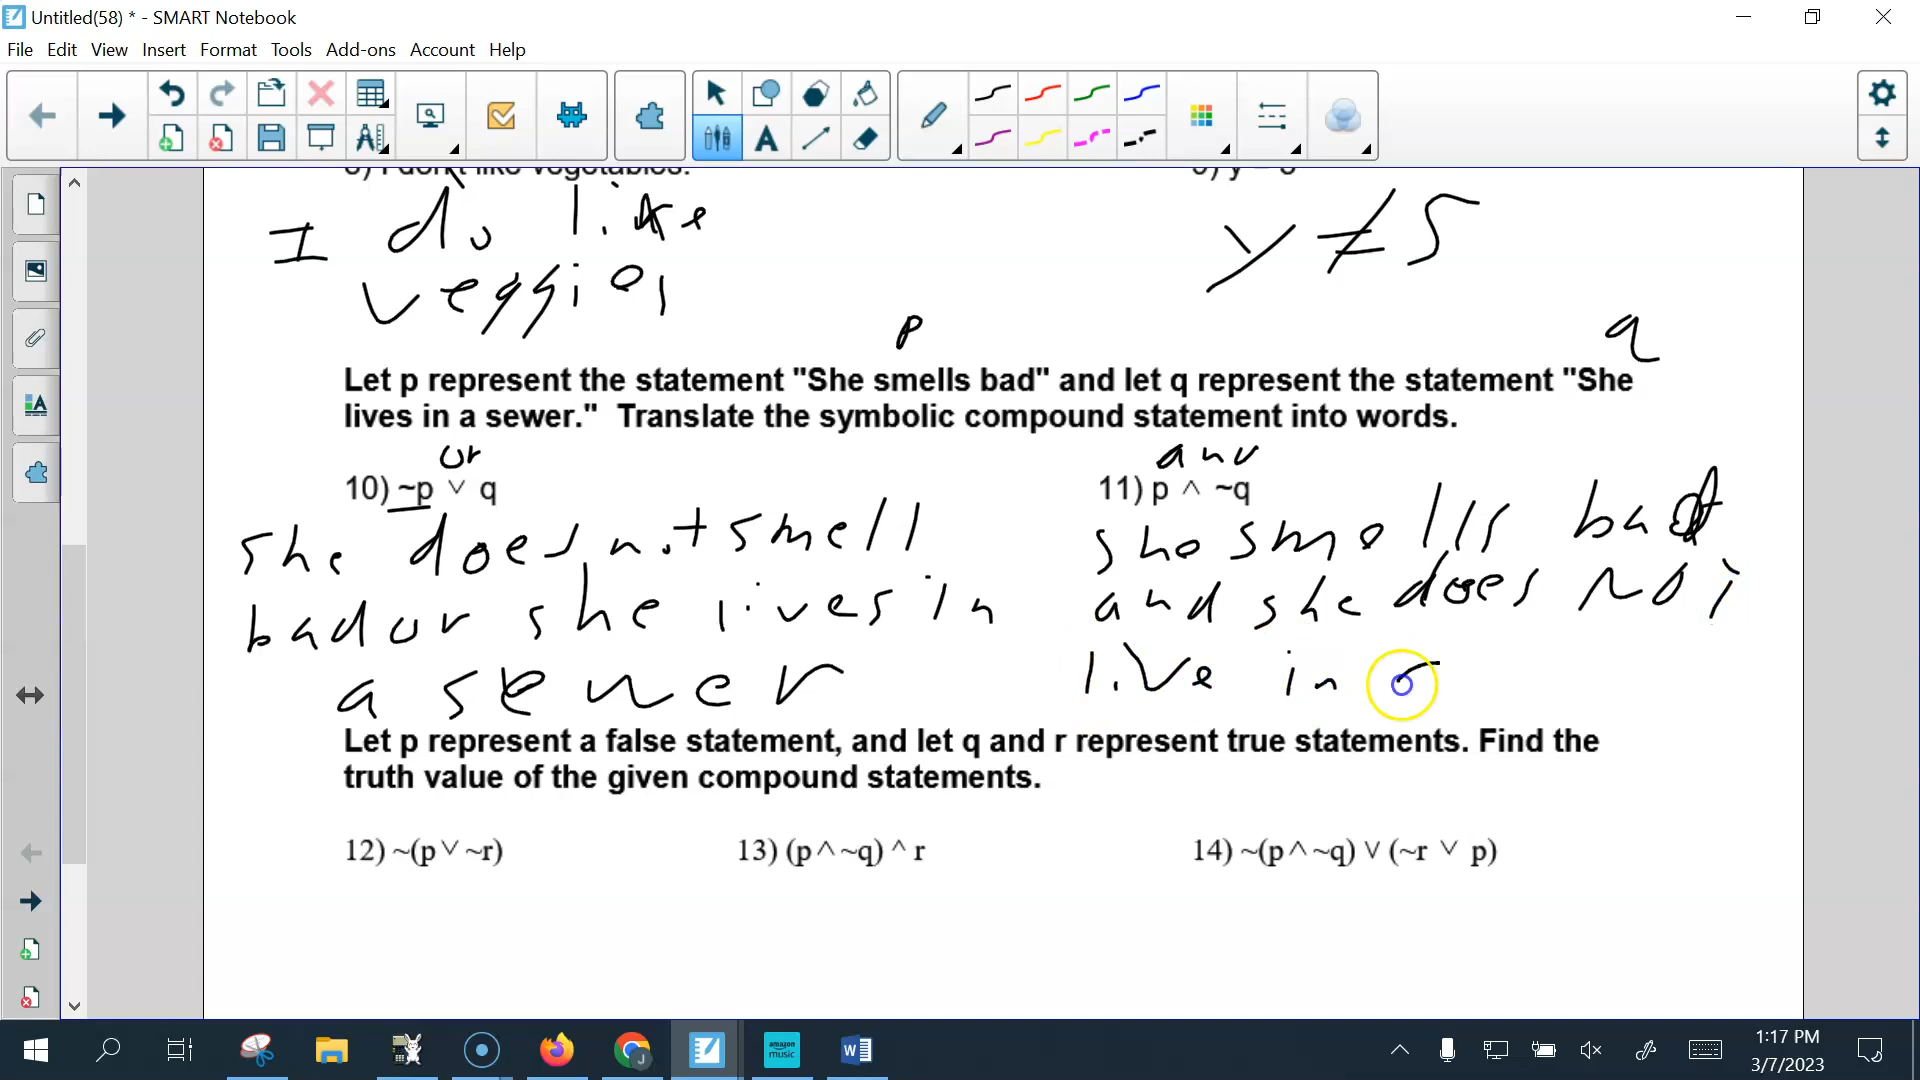 Untitled(58) * - SMART Notebook
File Edit View Insert Format Tools Add-ons Account Help
I do like
veggies
y ≠ 5
p
q
Let p represent the statement "She smells bad" and let q represent the statement "She
lives in a sewer."  Translate the symbolic compound statement into words.
or
and
10) ~p ∨ q
11) p ∧ ~q
she does not smell
bad or she lives in
a sewer
she smells bad
and she does not
live in
Let p represent a false statement, and let q and r represent true statements. Find the
truth value of the given compound statements.
12) ~(p ∨ ~r)
13) (p ∧ ~q) ^ r
14) ~(p ∧ ~q) ∨ (~r ∨ p)
amazon
music
1:17 PM
3/7/2023